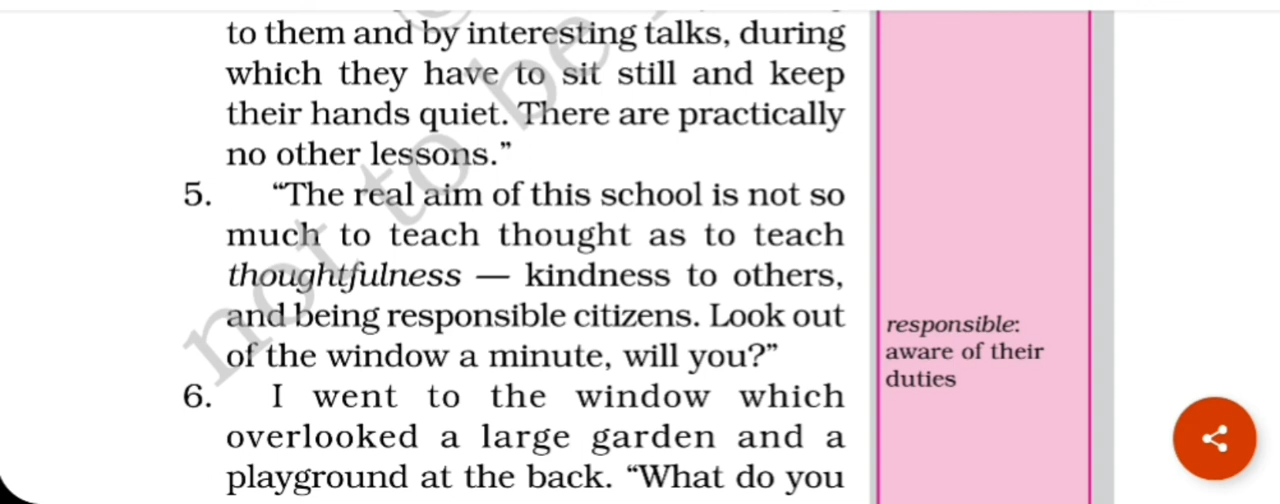 to them and by interesting talks, during
which they have to sit still and keep
their hands quiet. There are practically
no other lessons.”
5. “The real aim of this school is not so
much to teach thought as to teach
thoughtfulness — kindness to others,
and being responsible citizens. Look out
of the window a minute, will you?”
responsible:
aware of their
duties
6. I went to the window which
overlooked a large garden and a
playground at the back. “What do you
not to be